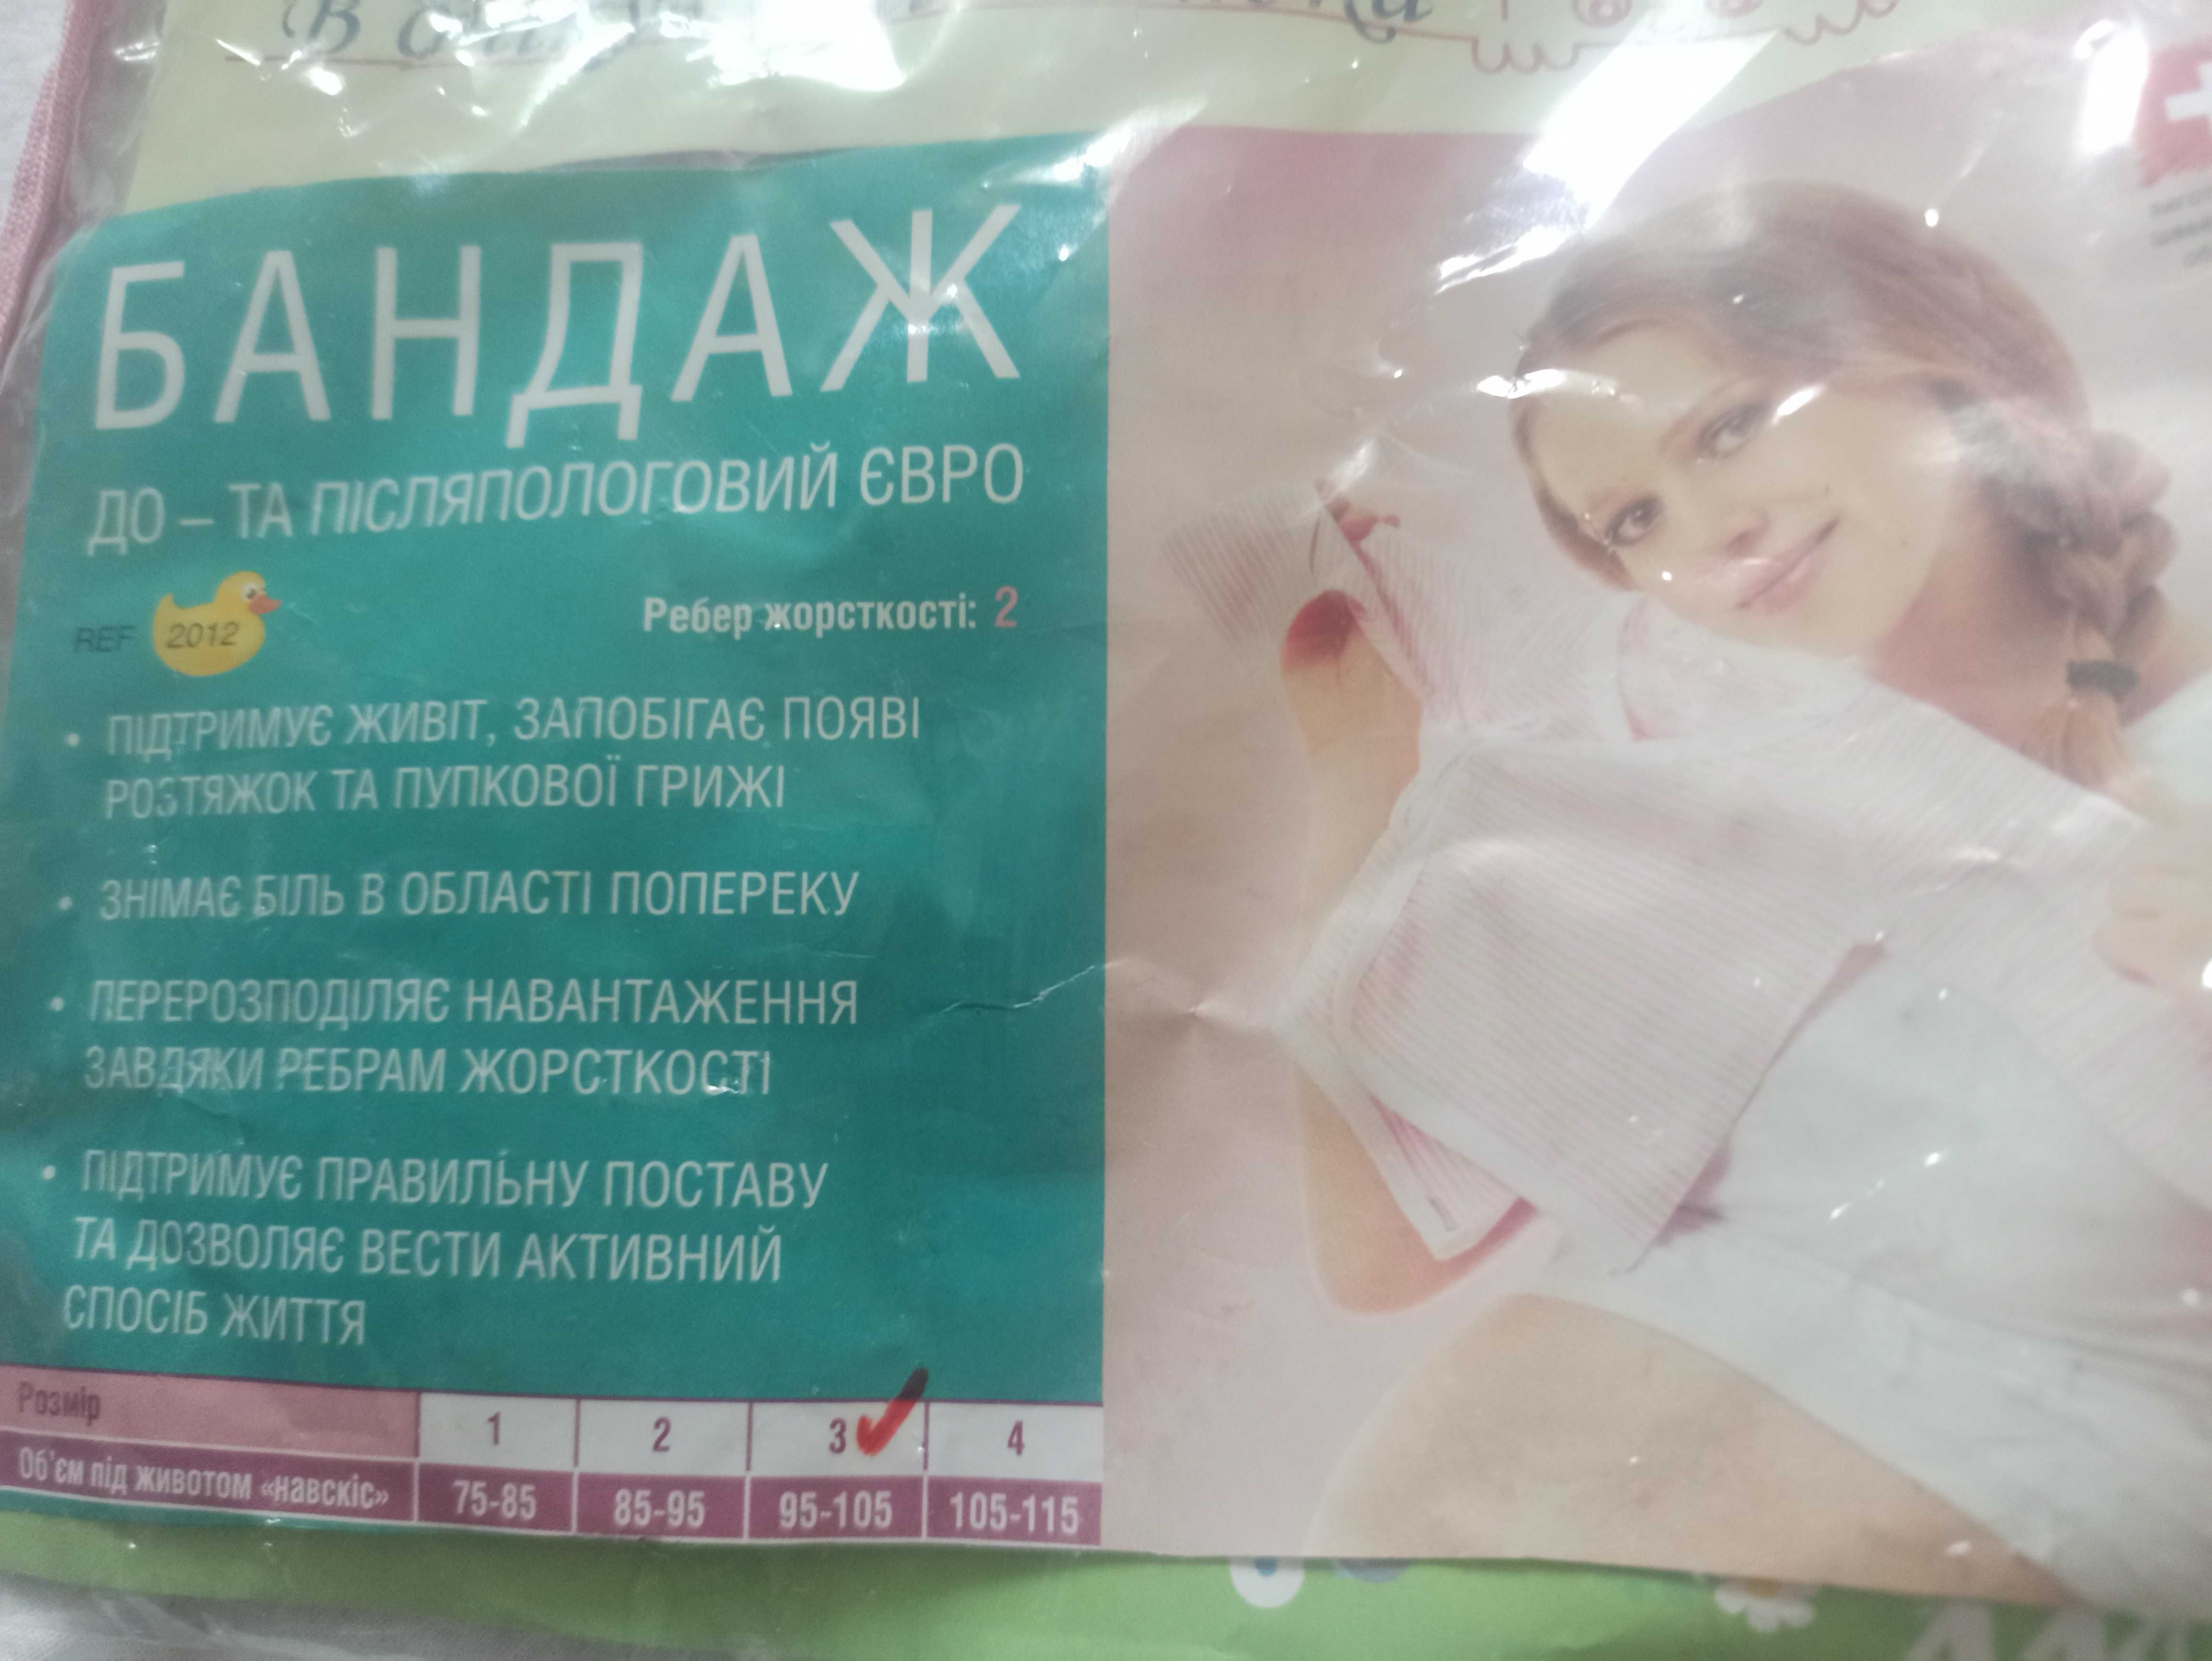 БАНДАЖ
ДО – ТА ПІСЛЯПОЛОГОВИЙ ЄВРО
REF 2012
Ребер жорсткості: 2
• ПІДТРИМУЄ ЖИВІТ, ЗАПОБІГАЄ ПОЯВІ
РОЗТЯЖОК ТА ПУПКОВОЇ ГРИЖІ
• ЗНІМАЄ БІЛЬ В ОБЛАСТІ ПОПЕРЕКУ
• ПЕРЕРОЗПОДІЛЯЄ НАВАНТАЖЕННЯ
ЗАВДЯКИ РЕБРАМ ЖОРСТКОСТІ
• ПІДТРИМУЄ ПРАВИЛЬНУ ПОСТАВУ
ТА ДОЗВОЛЯЄ ВЕСТИ АКТИВНИЙ
СПОСІБ ЖИТТЯ
Розмір 1 2 3 4
Об'єм під животом «навскіс» 75-85 85-95 95-105 105-115